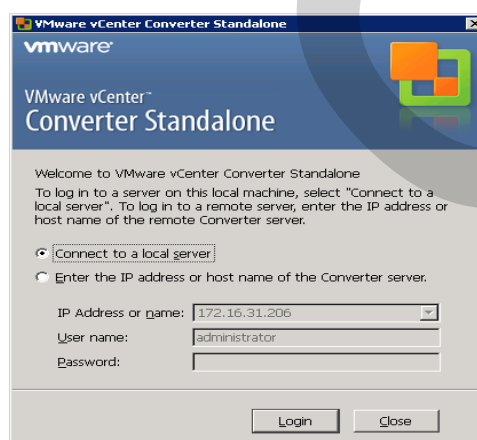 VMware vCenter Converter Standalone
vmware
VMware vCenter™
Converter Standalone
Welcome to VMware vCenter Converter Standalone
To log in to a server on this local machine, select "Connect to a
local server". To log in to a remote server, enter the IP address or
host name of the remote Converter server.
Connect to a local server
Enter the IP address or host name of the Converter server.
IP Address or name: 172.16.31.206
User name: administrator
Password:
Login Close